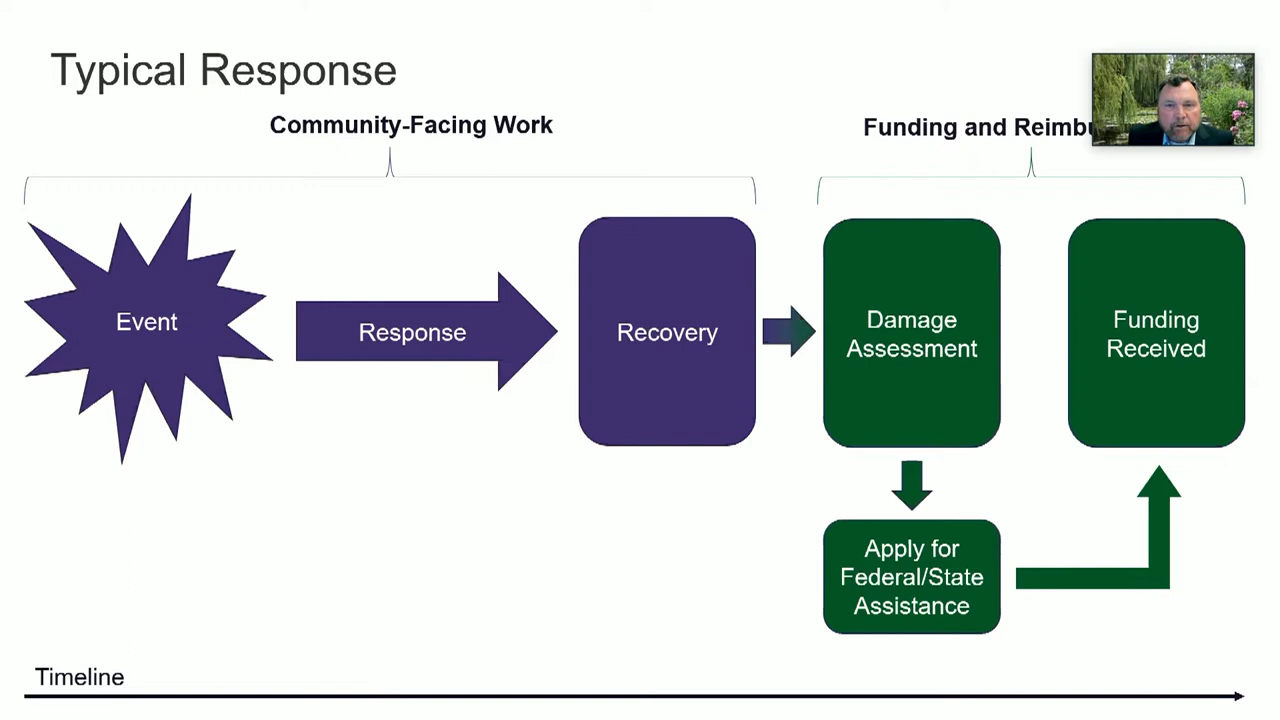 Typical Response
Community-Facing Work
Funding and
Event
Response
Recovery
Damage
Assessment
Funding
Received
Apply for
Federal/State
Assistance
Timeline